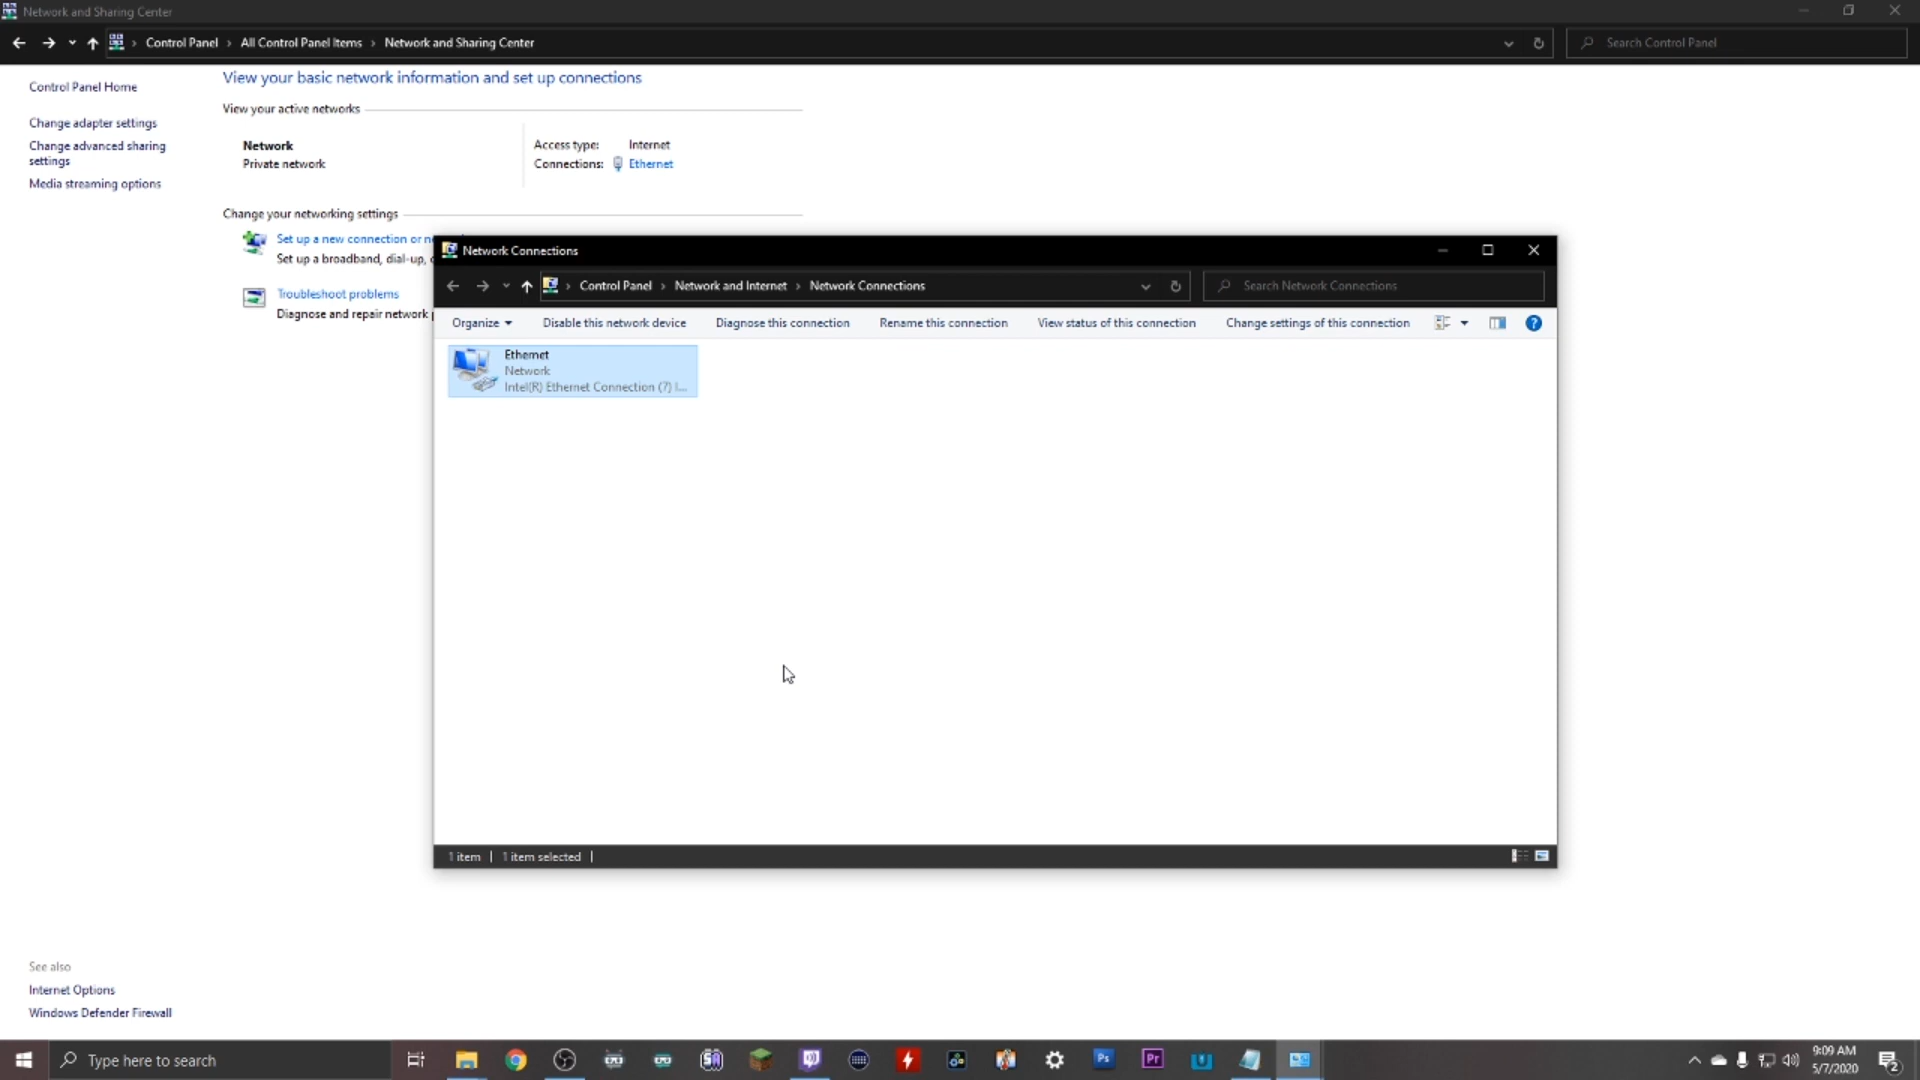 Network and Sharing Center
Control Panel › All Control Panel Items › Network and Sharing Center
Search Control Panel
Control Panel Home
Change adapter settings
Change advanced sharing
settings
Media streaming options
View your basic network information and set up connections
View your active networks
Network
Private network
Access type: Internet
Connections: Ethernet
Change your networking settings
Set up a new connection or
Set up a broadband, dial-up,
Troubleshoot problems
Diagnose and repair network
Network Connections
Control Panel › Network and Internet › Network Connections
Search Network Connections
Organize Disable this network device Diagnose this connection Rename this connection View status of this connection Change settings of this connection ?
Ethernet
Network
Intel(R) Ethernet Connection (7) I...
1 item 1 item selected
See also
Internet Options
Windows Defender Firewall
Type here to search
Ps
Pr
9:09 AM
5/7/2020
2